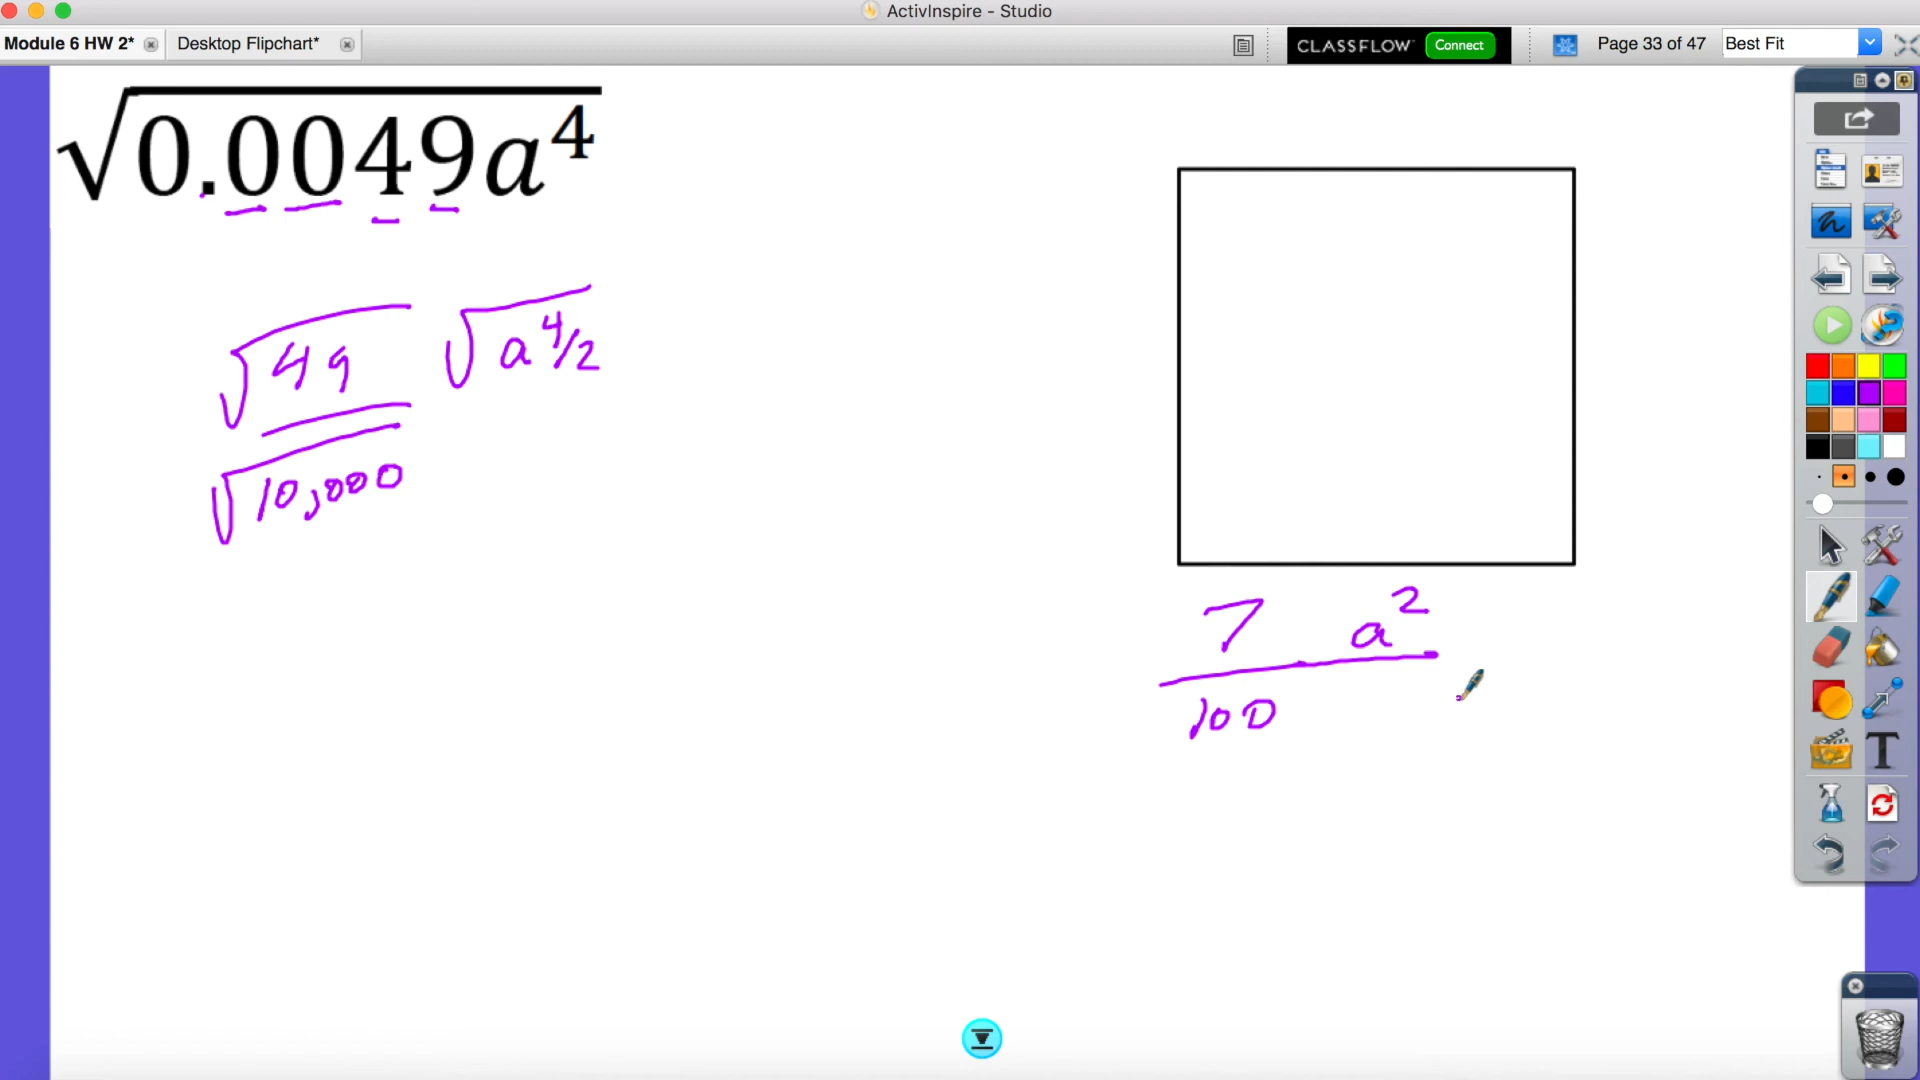 ActivInspire - Studio
Module 6 HW 2*
Desktop Flipchart*
CLASSFLOW Connect
Page 33 of 47
Best Fit
√0.0049a⁴
√49 √a⁴/²
√10,000
7 a²
100
T